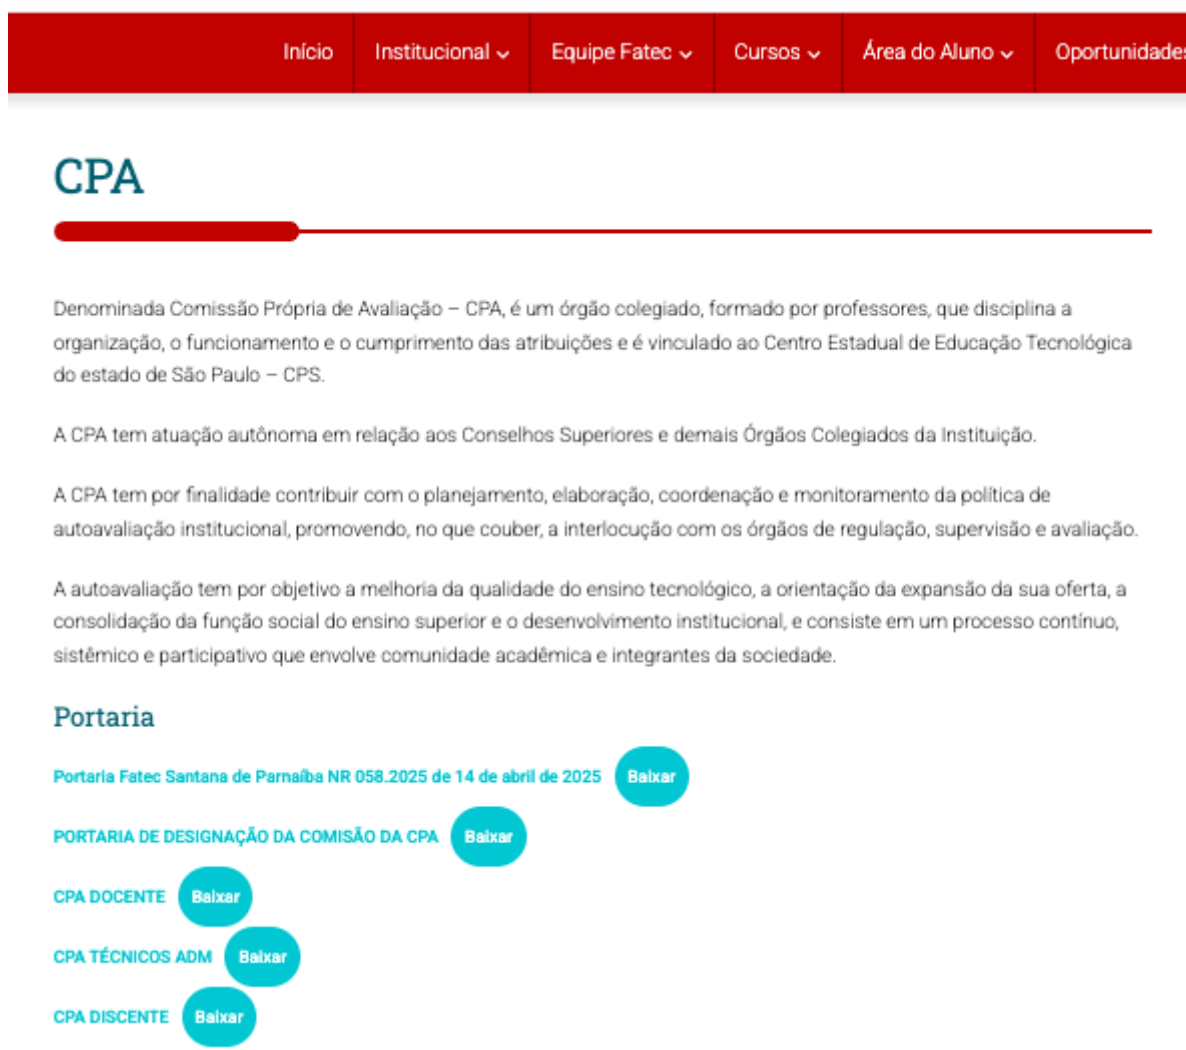 Início Institucional Equipe Fatec Cursos Área do Aluno Oportunidades
CPA
Denominada Comissão Própria de Avaliação – CPA, é um órgão colegiado, formado por professores, que disciplina a
organização, o funcionamento e o cumprimento das atribuições e é vinculado ao Centro Estadual de Educação Tecnológica
do estado de São Paulo – CPS.
A CPA tem atuação autônoma em relação aos Conselhos Superiores e demais Órgãos Colegiados da Instituição.
A CPA tem por finalidade contribuir com o planejamento, elaboração, coordenação e monitoramento da política de
autoavaliação institucional, promovendo, no que couber, a interlocução com os órgãos de regulação, supervisão e avaliação.
A autoavaliação tem por objetivo a melhoria da qualidade do ensino tecnológico, a orientação da expansão da sua oferta, a
consolidação da função social do ensino superior e o desenvolvimento institucional, e consiste em um processo contínuo,
sistêmico e participativo que envolve comunidade acadêmica e integrantes da sociedade.
Portaria
Portaria Fatec Santana de Parnaíba NR 058.2025 de 14 de abril de 2025 Baixar
PORTARIA DE DESIGNAÇÃO DA COMISÃO DA CPA Baixar
CPA DOCENTE Baixar
CPA TÉCNICOS ADM Baixar
CPA DISCENTE Baixar